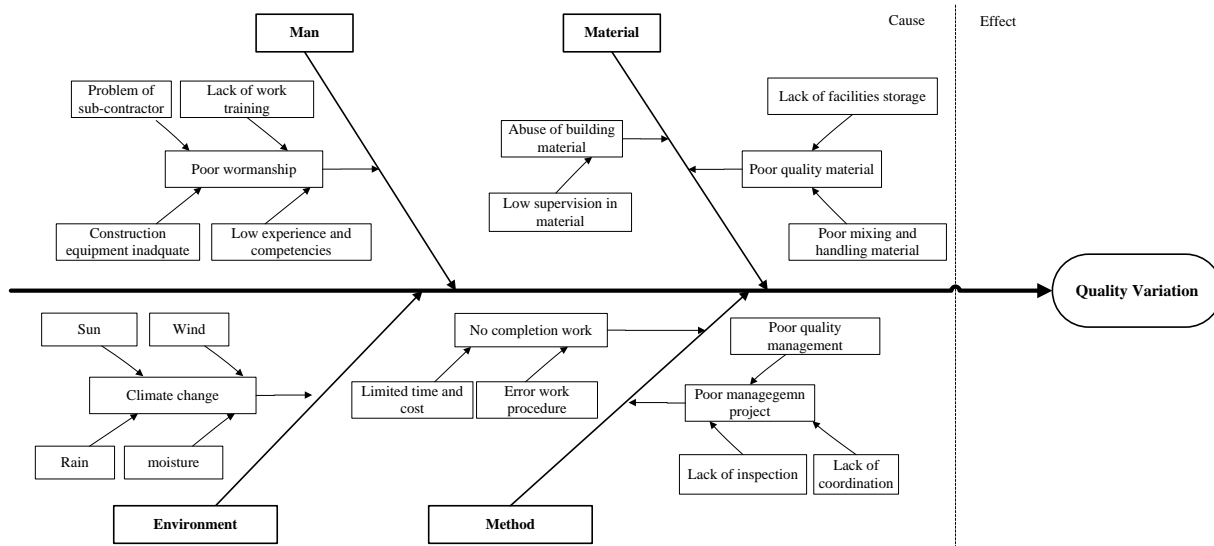 Man
Material
Cause
Effect
Problem of
sub-contractor
Lack of work
training
Poor wormanship
Construction
equipment inadquate
Low experience and
competencies
Abuse of building
material
Low supervision in
material
Lack of facilities storage
Poor quality material
Poor mixing and
handling material
Quality Variation
Sun
Wind
Climate change
Rain
moisture
No completion work
Limited time and
cost
Error work
procedure
Poor quality
management
Poor managegemn
project
Lack of inspection
Lack of
coordination
Environment
Method